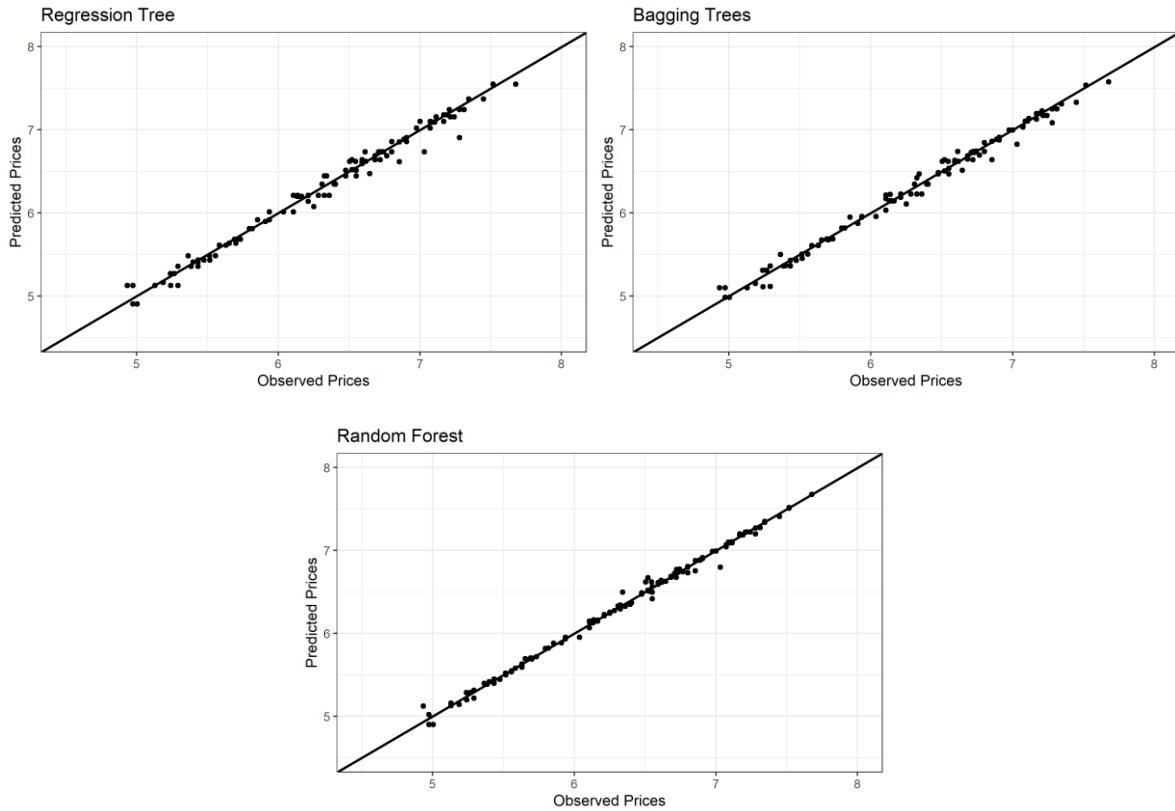 Regression Tree
8
7
6
5
Predicted Prices
5 6 7 8
Observed Prices
Bagging Trees
8
7
6
5
Predicted Prices
5 6 7 8
Observed Prices
Random Forest
8
7
6
5
Predicted Prices
5 6 7 8
Observed Prices